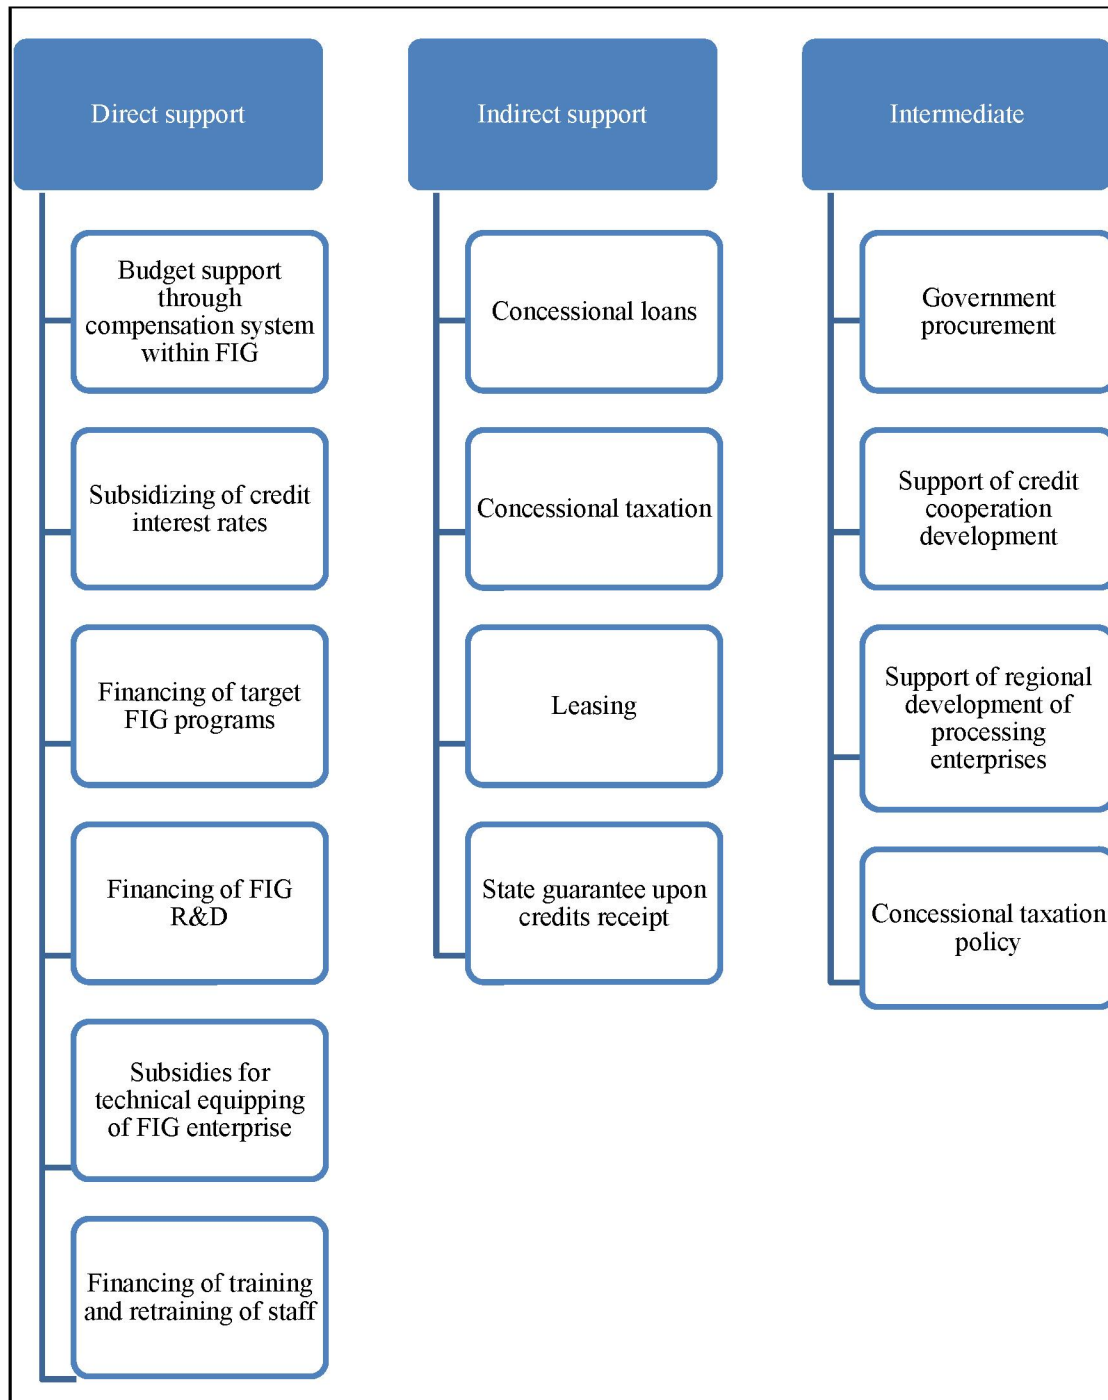 Direct support
Budget support
through
compensation system
within FIG
Subsidizing of credit
interest rates
Financing of target
FIG programs
Financing of FIG
R&D
Subsidies for
technical equipping
of FIG enterprise
Financing of training
and retraining of staff
Indirect support
Concessional loans
Concessional taxation
Leasing
State guarantee upon
credits receipt
Intermediate
Government
procurement
Support of credit
cooperation
development
Support of regional
development of
processing
enterprises
Concessional taxation
policy